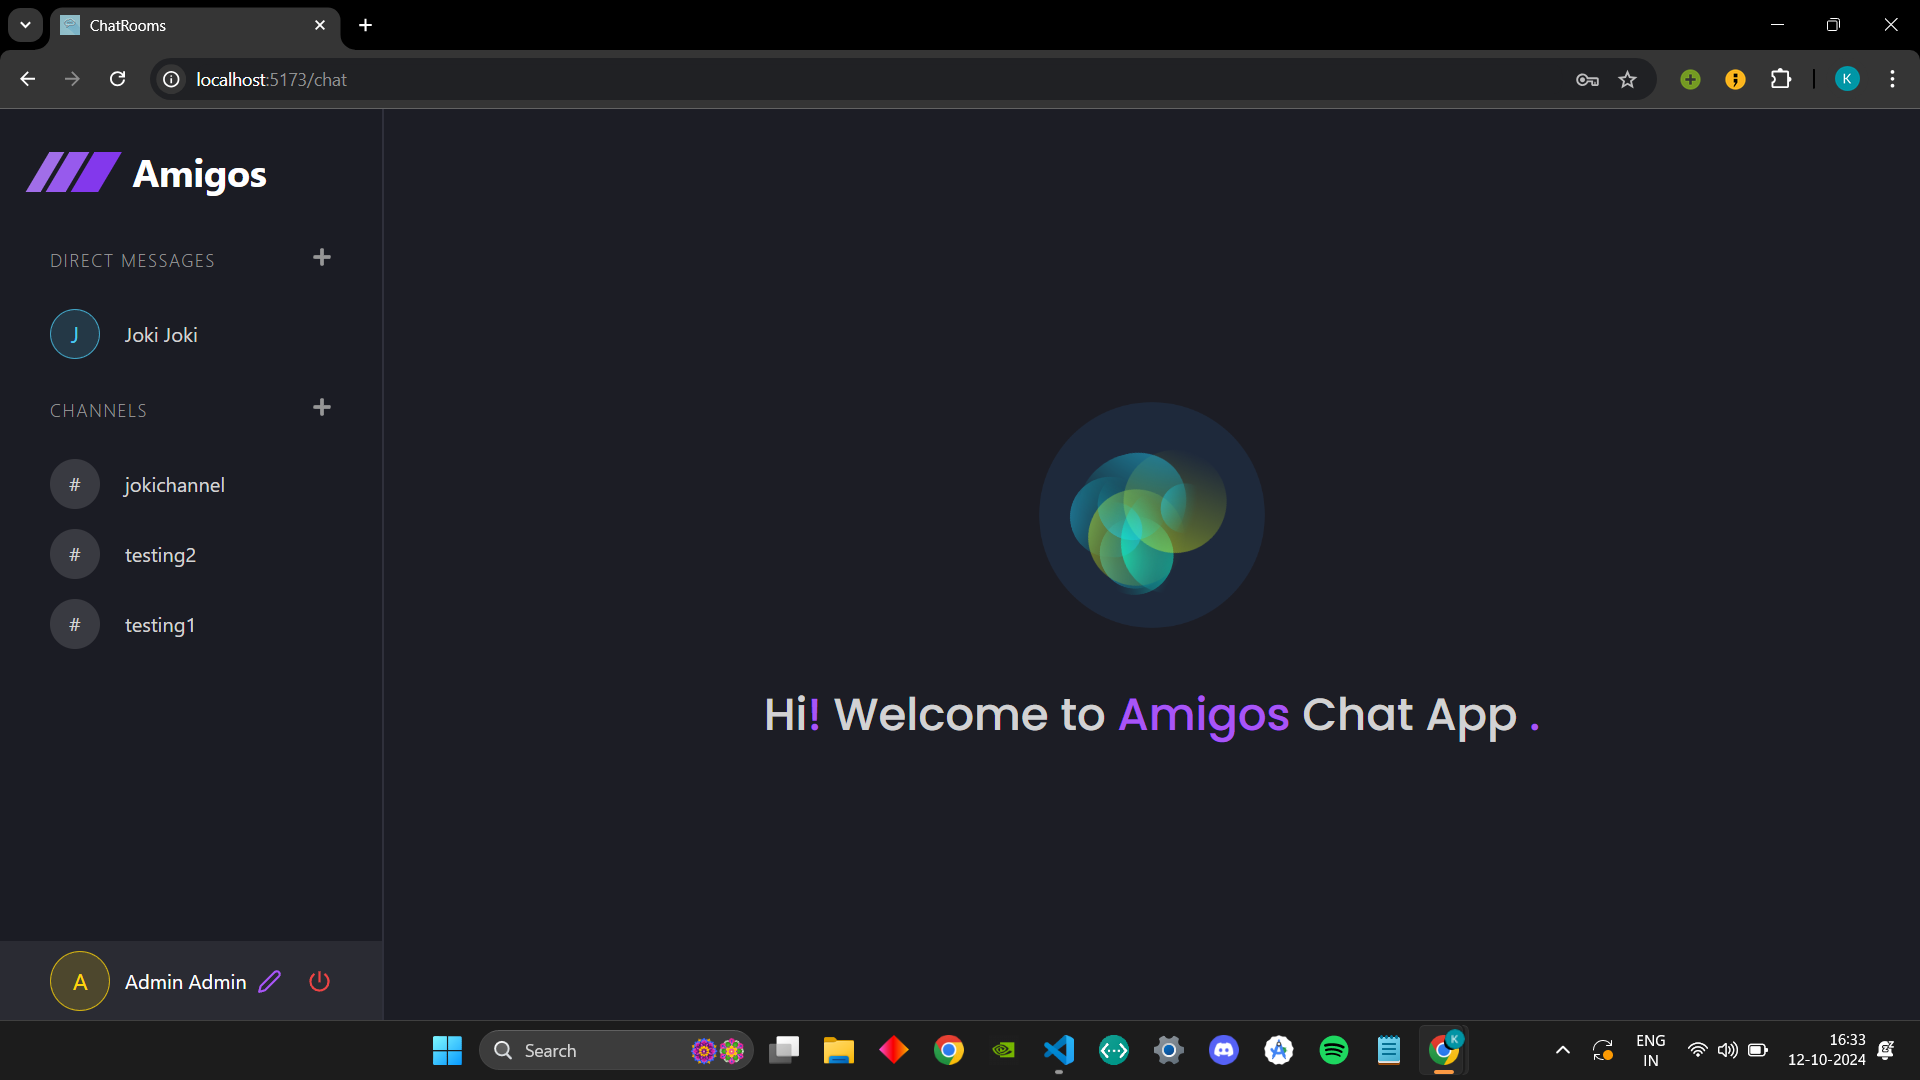 ChatRooms
localhost:5173/chat
K
Amigos
DIRECT MESSAGES
J
Joki Joki
CHANNELS
# jokichannel
# testing2
# testing1
Hi! Welcome to Amigos Chat App .
A
Admin Admin
Search
K
ENG
IN
16:33
12-10-2024